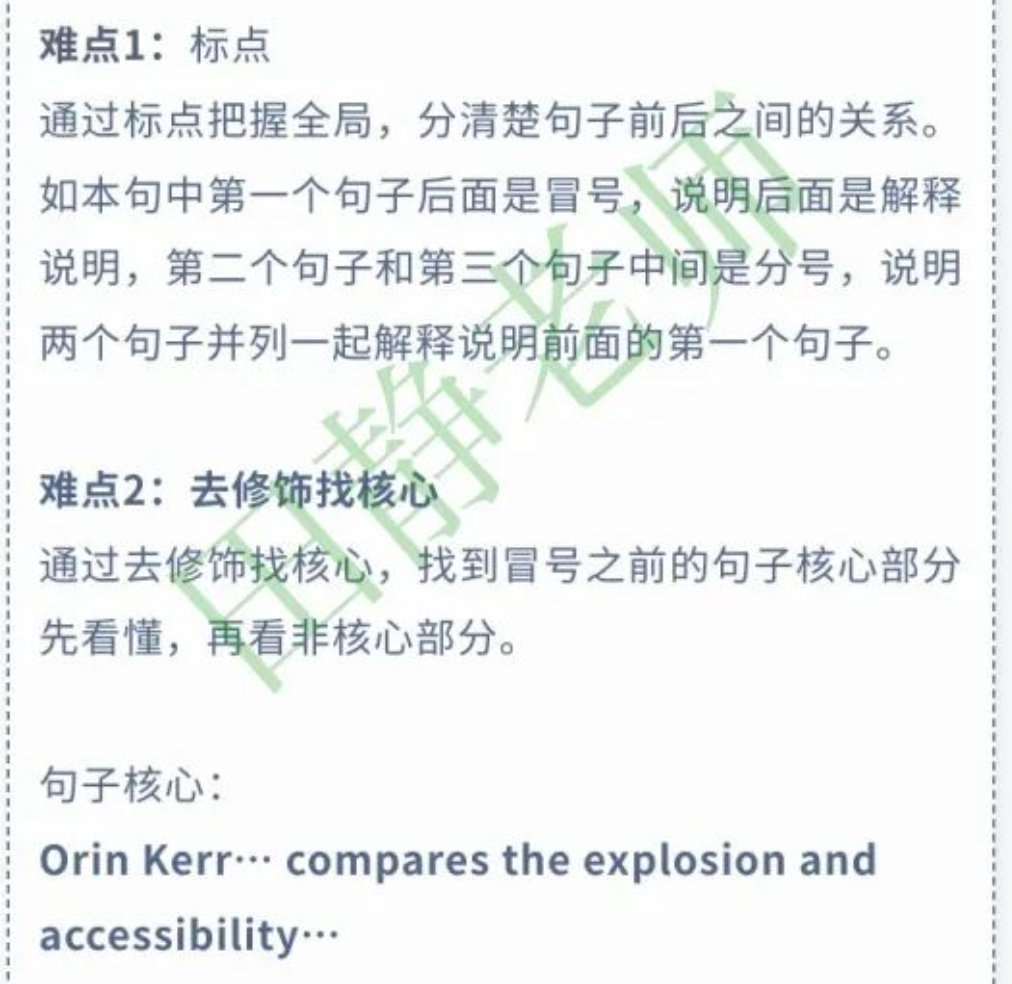 难点1：标点
通过标点把握全局，分清楚句子前后之间的关系。
如本句中第一个句子后面是冒号，说明后面是解释
说明，第二个句子和第三个句子中间是分号，说明
两个句子并列一起解释说明前面的第一个句子。
难点2：去修饰找核心
通过去修饰找核心，找到冒号之前的句子核心部分
先看懂，再看非核心部分。
句子核心：
Orin Kerr··· compares the explosion and
accessibility···
田静老师